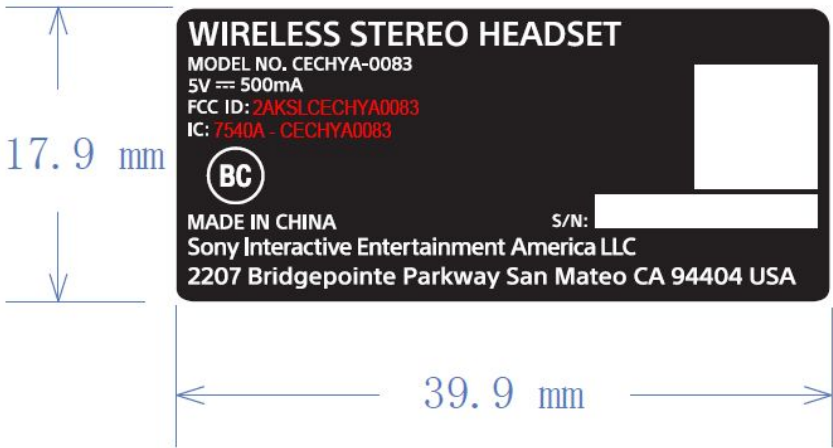 WIRELESS STEREO HEADSET
MODEL NO. CECHYA-0083
5V ⎓ 500mA
FCC ID: 2AKSLCECHYA0083
IC: 7540A - CECHYA0083
BC
MADE IN CHINA
S/N:
Sony Interactive Entertainment America LLC
2207 Bridgepointe Parkway San Mateo CA 94404 USA
17.9 mm
39.9 mm